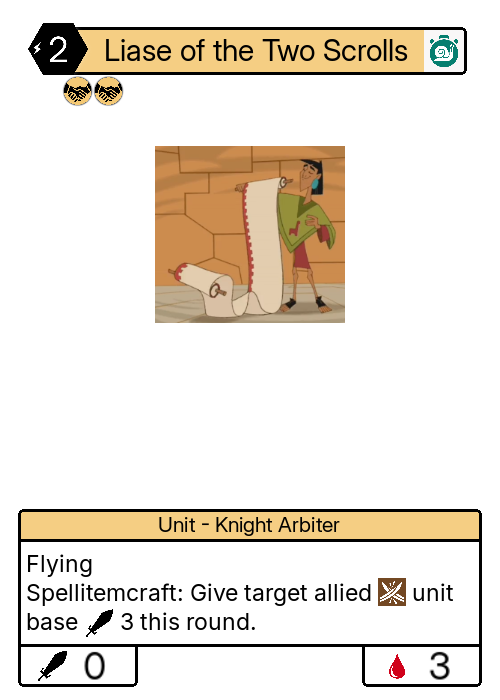 2 Liase of the Two Scrolls
Unit - Knight Arbiter
Flying
Spellitemcraft: Give target allied unit
base 3 this round.
0 3